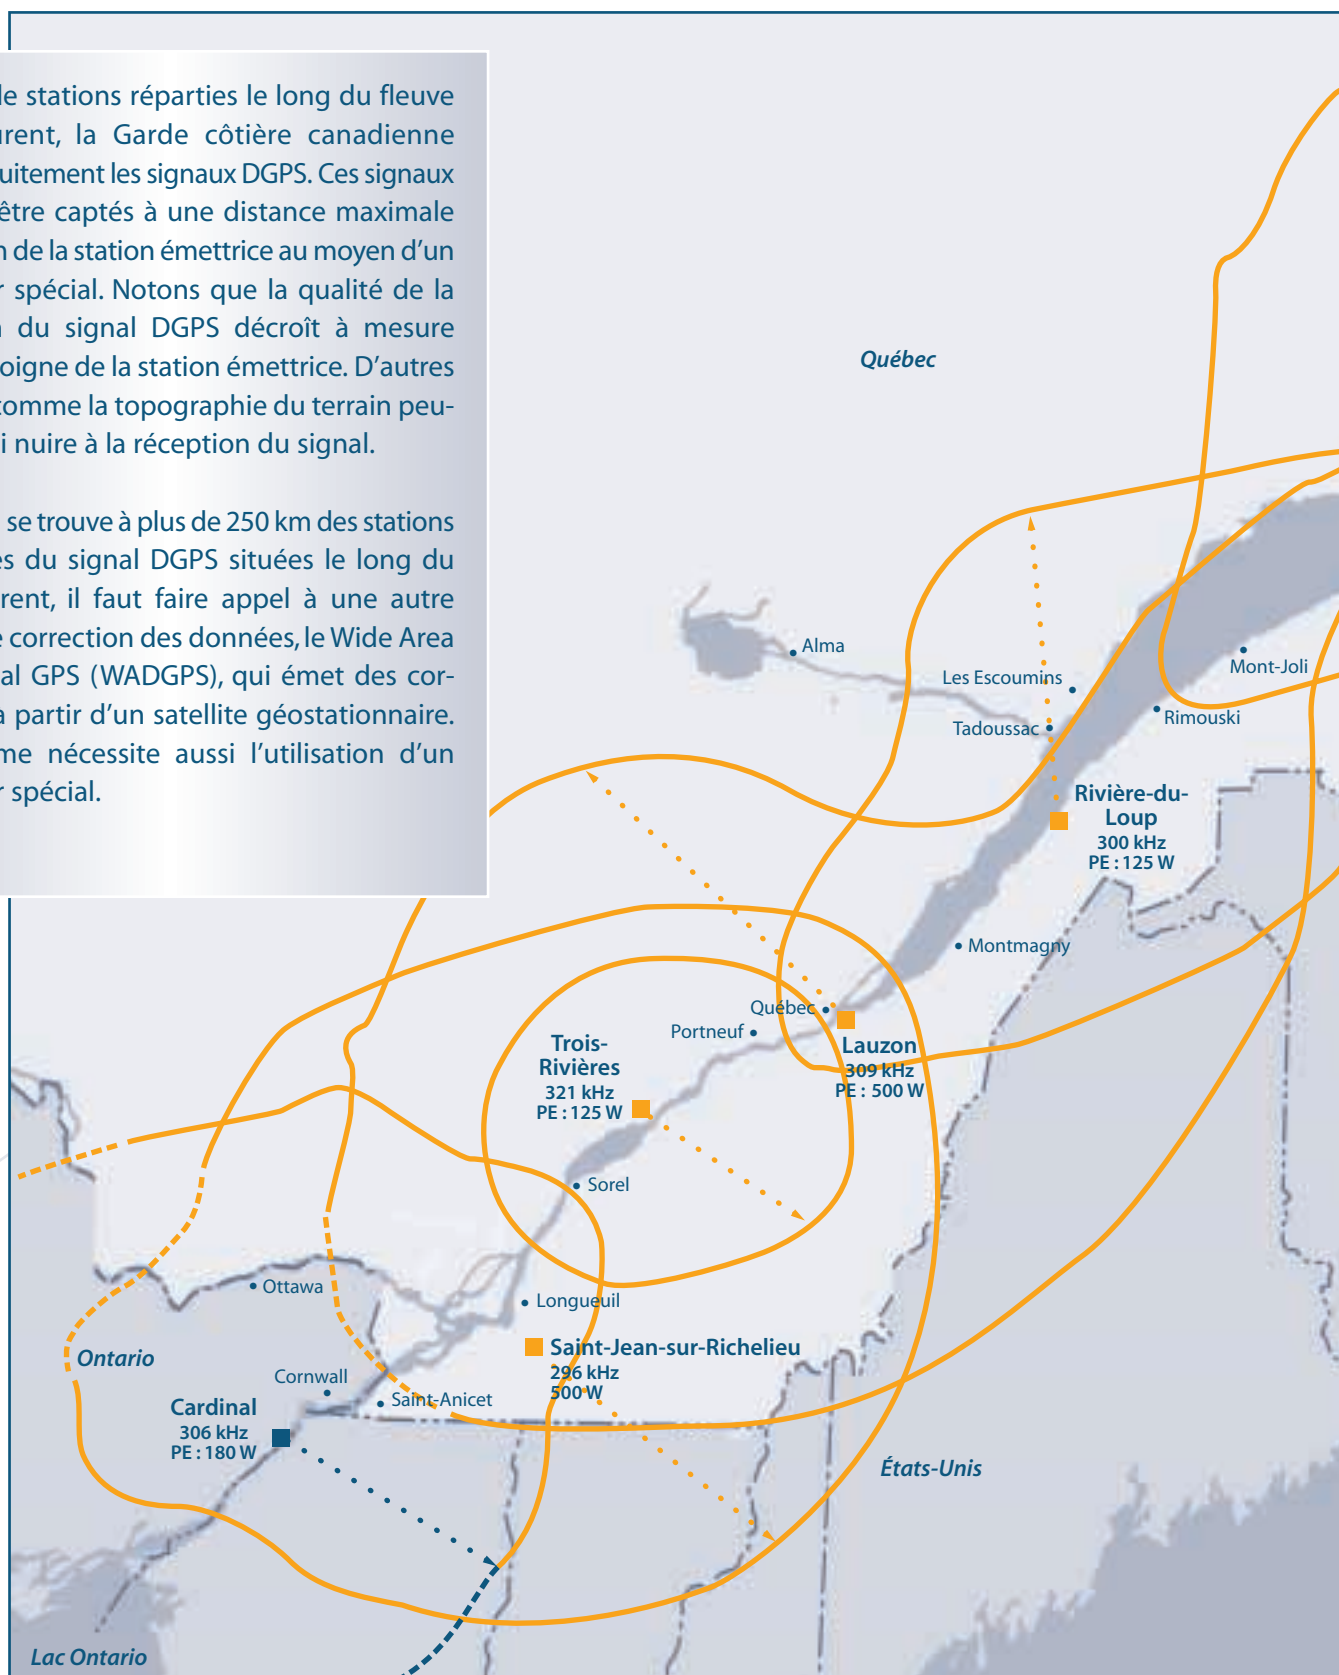 le stations réparties le long du fleuve
urent, la Garde côtière canadienne
uitement les signaux DGPS. Ces signaux
être captés à une distance maximale
n de la station émettrice au moyen d’un
r spécial. Notons que la qualité de la
n du signal DGPS décroît à mesure
oigne de la station émettrice. D’autres
comme la topographie du terrain peu-
i nuire à la réception du signal.
se trouve à plus de 250 km des stations
es du signal DGPS situées le long du
rent, il faut faire appel à une autre
e correction des données, le Wide Area
al GPS (WADGPS), qui émet des cor-
à partir d’un satellite géostationnaire.
me nécessite aussi l’utilisation d’un
r spécial.
Québec
Alma
Les Escoumins
Mont-Joli
Tadoussac
Rimouski
Rivière-du-
Loup
300 kHz
PE : 125 W
Montmagny
Québec
Portneuf
Lauzon
309 kHz
PE : 500 W
Trois-
Rivières
321 kHz
PE : 125 W
Sorel
Ottawa
Longueuil
Saint-Jean-sur-Richelieu
296 kHz
500 W
Ontario
Cornwall
Saint-Anicet
Cardinal
306 kHz
PE : 180 W
États-Unis
Lac Ontario